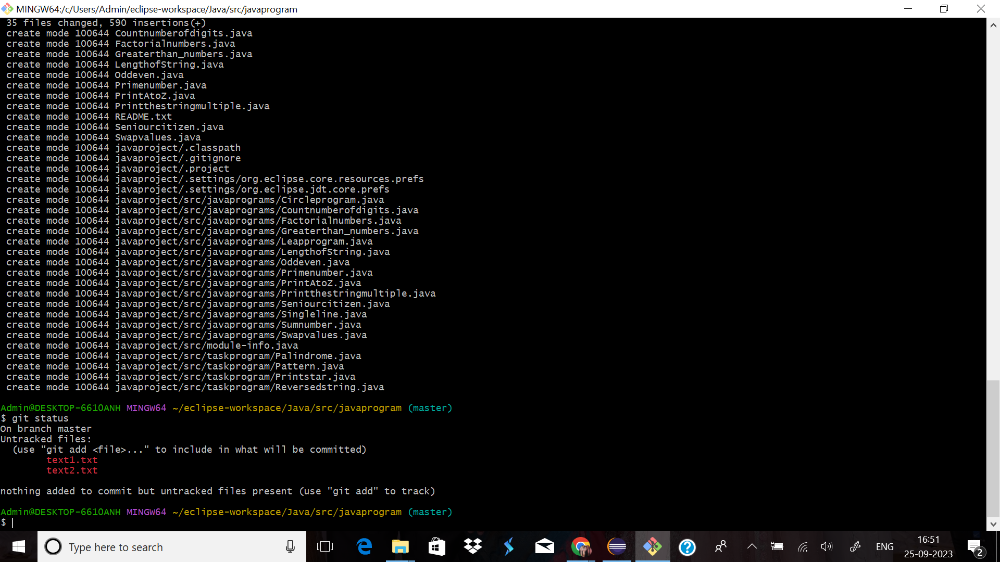 MINGW64:/c/Users/Admin/eclipse-workspace/Java/src/javaprogram
35 files changed, 590 insertions(+)
create mode 100644 Countnumberofdigits.java
create mode 100644 Factorialnumbers.java
create mode 100644 Greaterthan_numbers.java
create mode 100644 LengthofString.java
create mode 100644 Oddeven.java
create mode 100644 Primenumber.java
create mode 100644 PrintAtoZ.java
create mode 100644 Printthestringmultiple.java
create mode 100644 README.txt
create mode 100644 Seniourcitizen.java
create mode 100644 Swapvalues.java
create mode 100644 javaproject/.classpath
create mode 100644 javaproject/.gitignore
create mode 100644 javaproject/.project
create mode 100644 javaproject/.settings/org.eclipse.core.resources.prefs
create mode 100644 javaproject/.settings/org.eclipse.jdt.core.prefs
create mode 100644 javaproject/src/javaprograms/Circleprogram.java
create mode 100644 javaproject/src/javaprograms/Countnumberofdigits.java
create mode 100644 javaproject/src/javaprograms/Factorialnumbers.java
create mode 100644 javaproject/src/javaprograms/Greaterthan_numbers.java
create mode 100644 javaproject/src/javaprograms/Leapprogram.java
create mode 100644 javaproject/src/javaprograms/LengthofString.java
create mode 100644 javaproject/src/javaprograms/Oddeven.java
create mode 100644 javaproject/src/javaprograms/Primenumber.java
create mode 100644 javaproject/src/javaprograms/PrintAtoZ.java
create mode 100644 javaproject/src/javaprograms/Printthestringmultiple.java
create mode 100644 javaproject/src/javaprograms/Seniourcitizen.java
create mode 100644 javaproject/src/javaprograms/Singleline.java
create mode 100644 javaproject/src/javaprograms/Sumnumber.java
create mode 100644 javaproject/src/javaprograms/Swapvalues.java
create mode 100644 javaproject/src/module-info.java
create mode 100644 javaproject/src/taskprogram/Palindrome.java
create mode 100644 javaproject/src/taskprogram/Pattern.java
create mode 100644 javaproject/src/taskprogram/Printstar.java
create mode 100644 javaproject/src/taskprogram/Reversedstring.java
Admin@DESKTOP-6610ANH MINGW64 ~/eclipse-workspace/Java/src/javaprogram (master)
$ git status
On branch master
Untracked files:
(use "git add <file>..." to include in what will be committed)
text1.txt
text2.txt
nothing added to commit but untracked files present (use "git add" to track)
Admin@DESKTOP-6610ANH MINGW64 ~/eclipse-workspace/Java/src/javaprogram (master)
$
Type here to search
ENG
16:51
25-09-2023
2